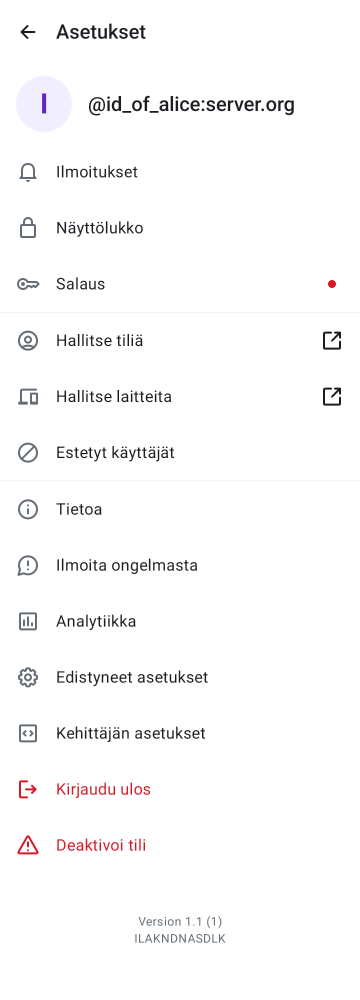 Asetukset
I
@id_of_alice:server.org
Ilmoitukset
Näyttölukko
Salaus
Hallitse tiliä
Hallitse laitteita
Estetyt käyttäjät
Tietoa
Ilmoita ongelmasta
Analytiikka
Edistyneet asetukset
Kehittäjän asetukset
Kirjaudu ulos
Deaktivoi tili
Version 1.1 (1)
ILAKNDNASDLK